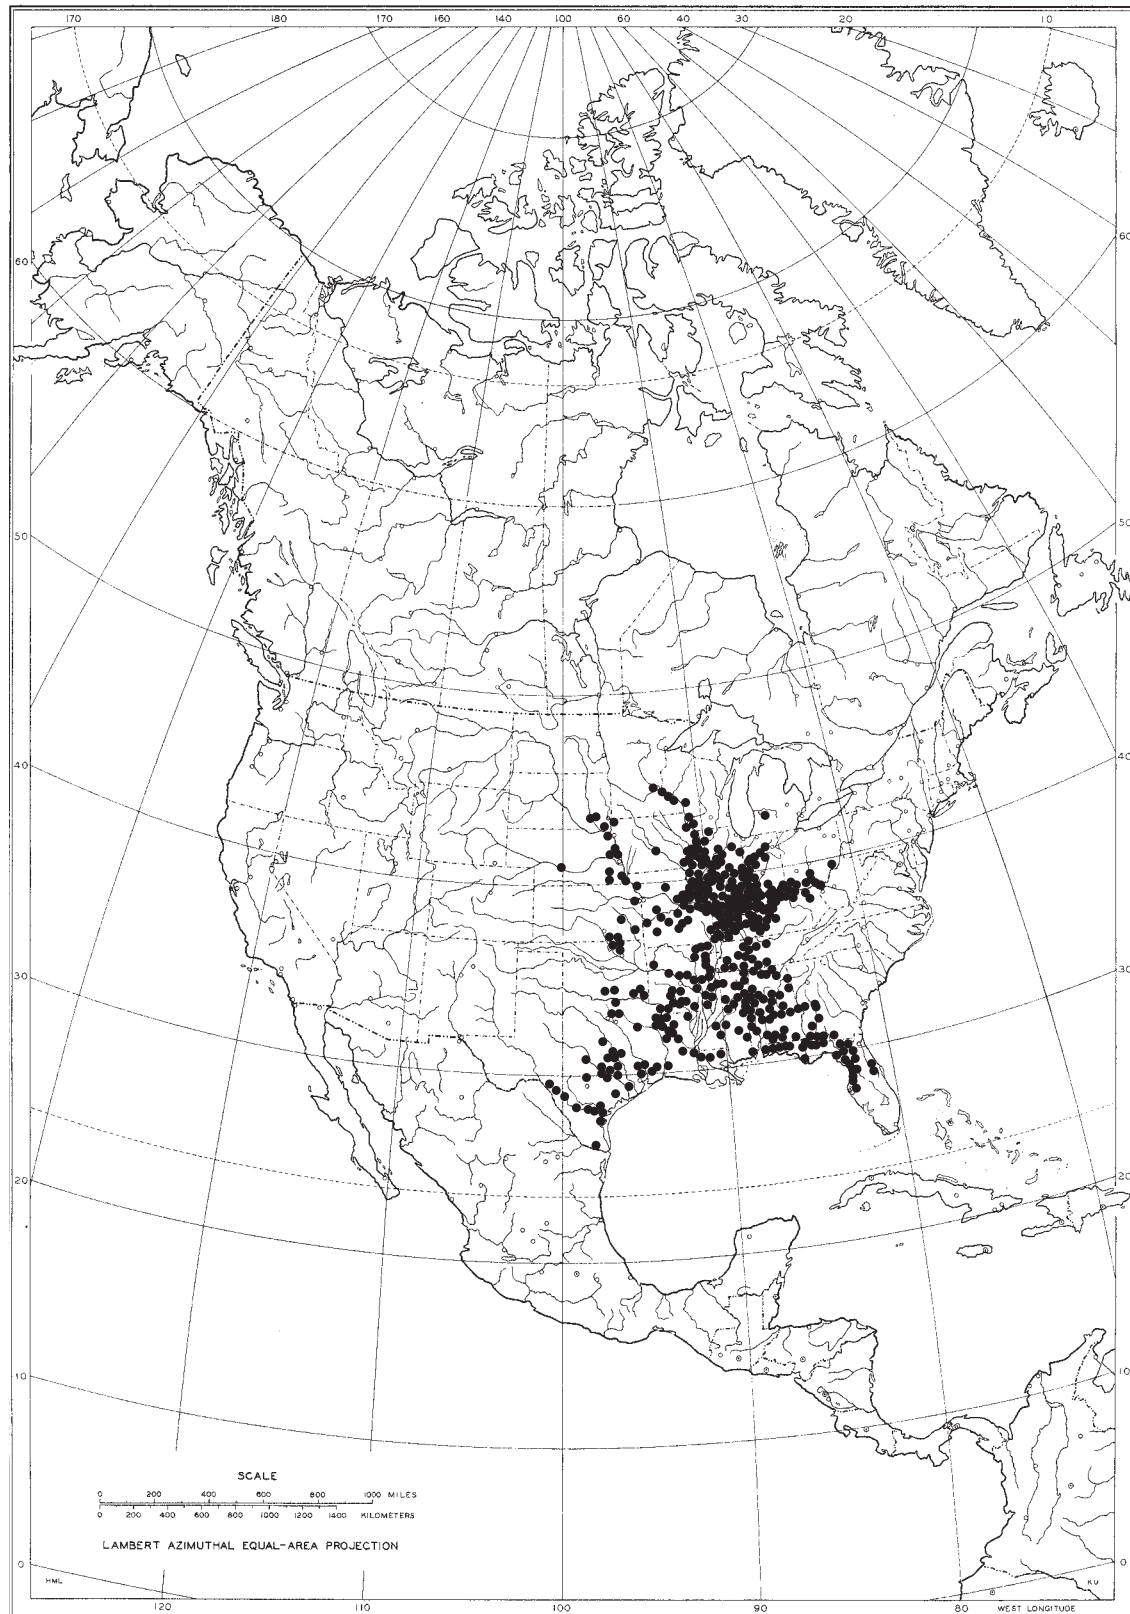 170 180 170 160 140 120 100 60 40 30 20 10
60
60
50
50
40
40
30
30
20
20
10
10
0
0
SCALE
0 200 400 600 800 1000 MILES
0 200 400 600 800 1000 1200 1400 KILOMETERS
LAMBERT AZIMUTHAL EQUAL-AREA PROJECTION
HML
KU
120 110 100 90 80 WEST LONGITUDE